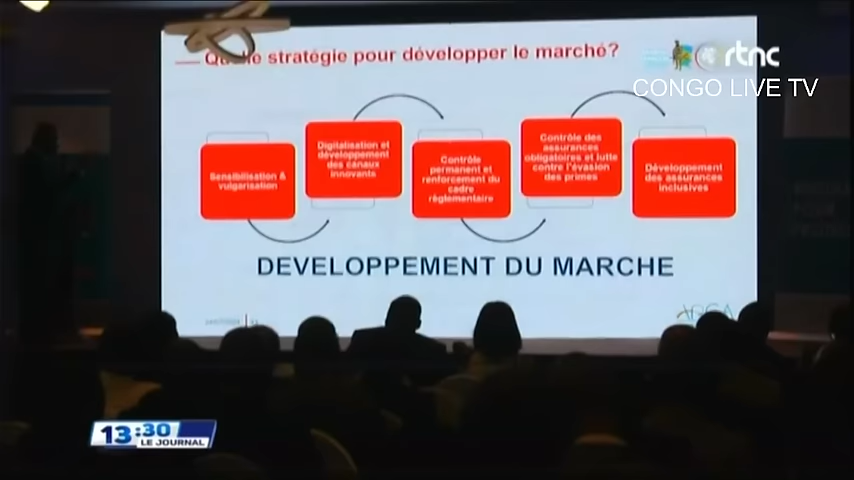 Quelle stratégie pour développer le marché?
rtnc
CONGO LIVE TV
Sensibilisation &
vulgarisation
Digitalisation et
développement
des canaux
innovants
Contrôle
permanent et
renforcement du
cadre
réglementaire
Contrôle des
assurances
obligatoires et lutte
contre l'évasion
des primes
Développement
des assurances
inclusives
DEVELOPPEMENT DU MARCHE
ARCA
13:30
LE JOURNAL